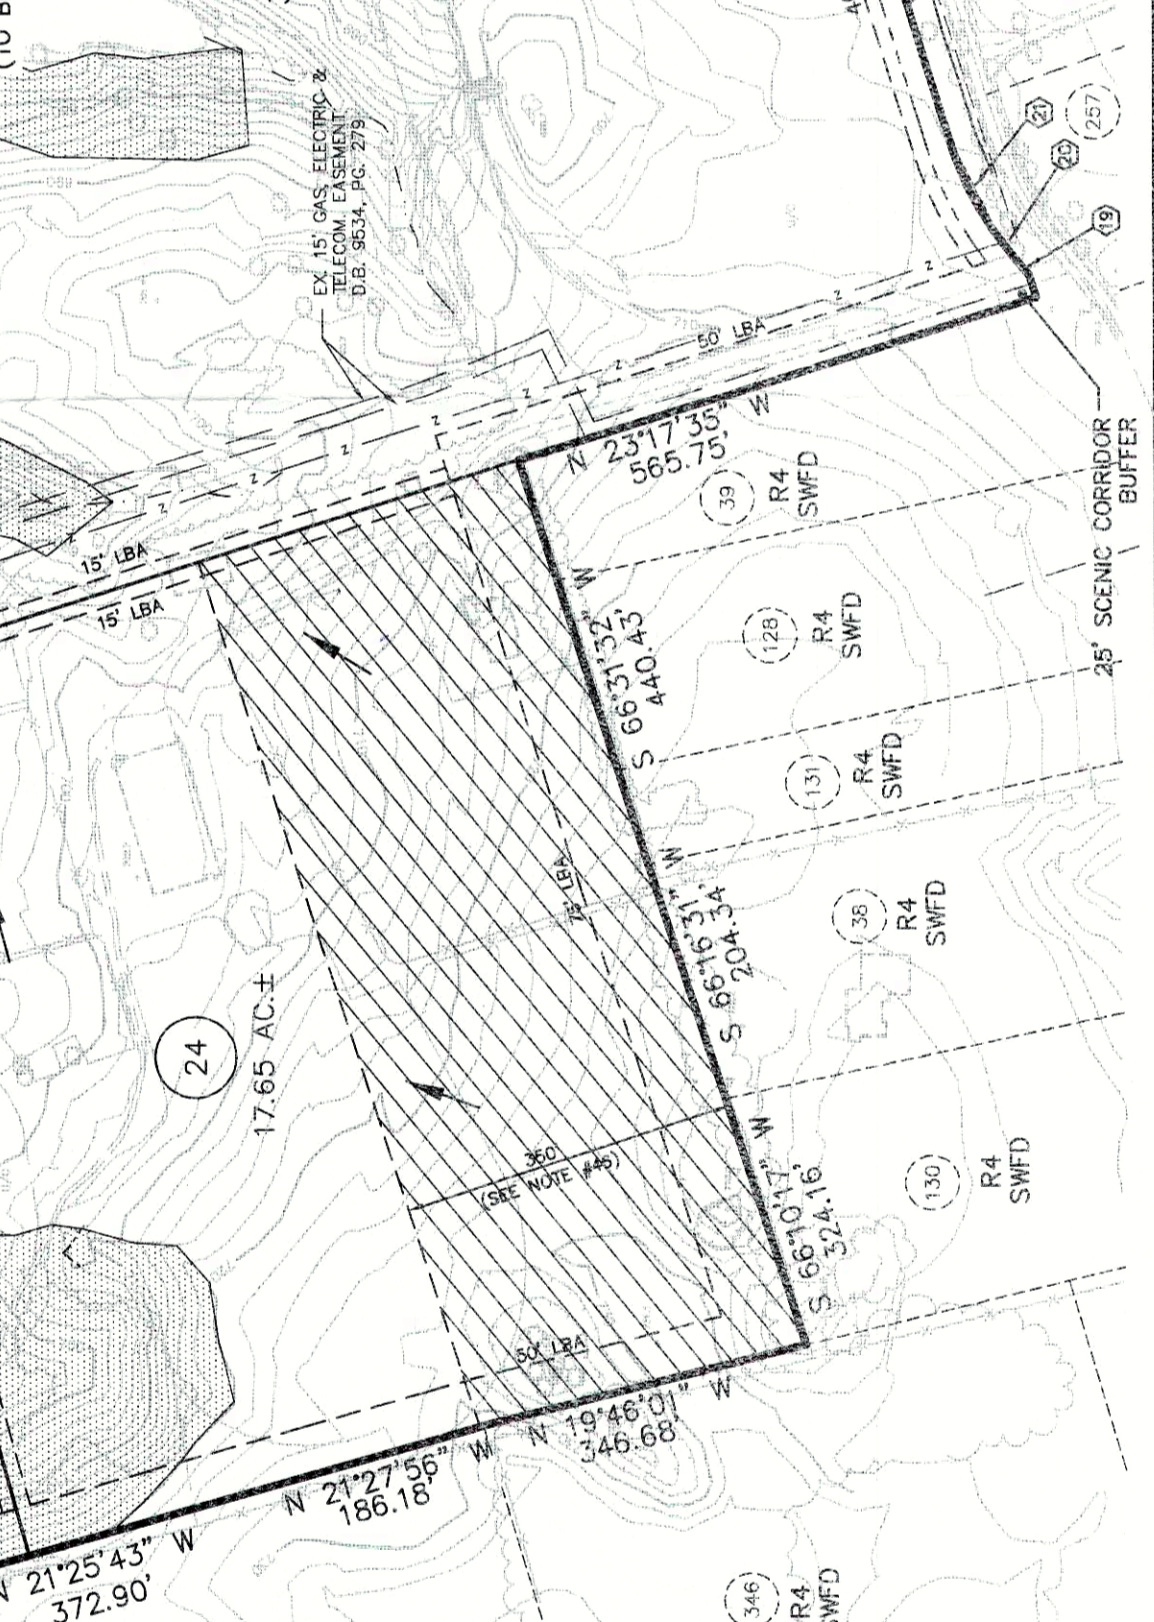 EX. 15' GAS, ELECTRIC &
TELECOM. EASEMENT
D.B. 9534, PG. 279
15' LBA
15' LBA
50' LBA
21
20
19
257
N 23°17'35" W
565.75'
39
R4
SWFD
25' SCENIC CORRIDOR
BUFFER
S 66°31'32" W
440.43'
128
R4
SWFD
131
R4
SWFD
75' LBA
S 66°16'31" W
204.34'
38
R4
SWFD
24
17.65 AC.±
350'
(SEE NOTE #45)
S 66°10'17" W
324.16'
130
R4
SWFD
50' LBA
N 19°46'01" W
346.68'
N 21°27'56" W
186.18'
N 21°25'43" W
372.90'
346
R4
SWFD
Z
Z
Z
Z
Z
Z
Z
Z